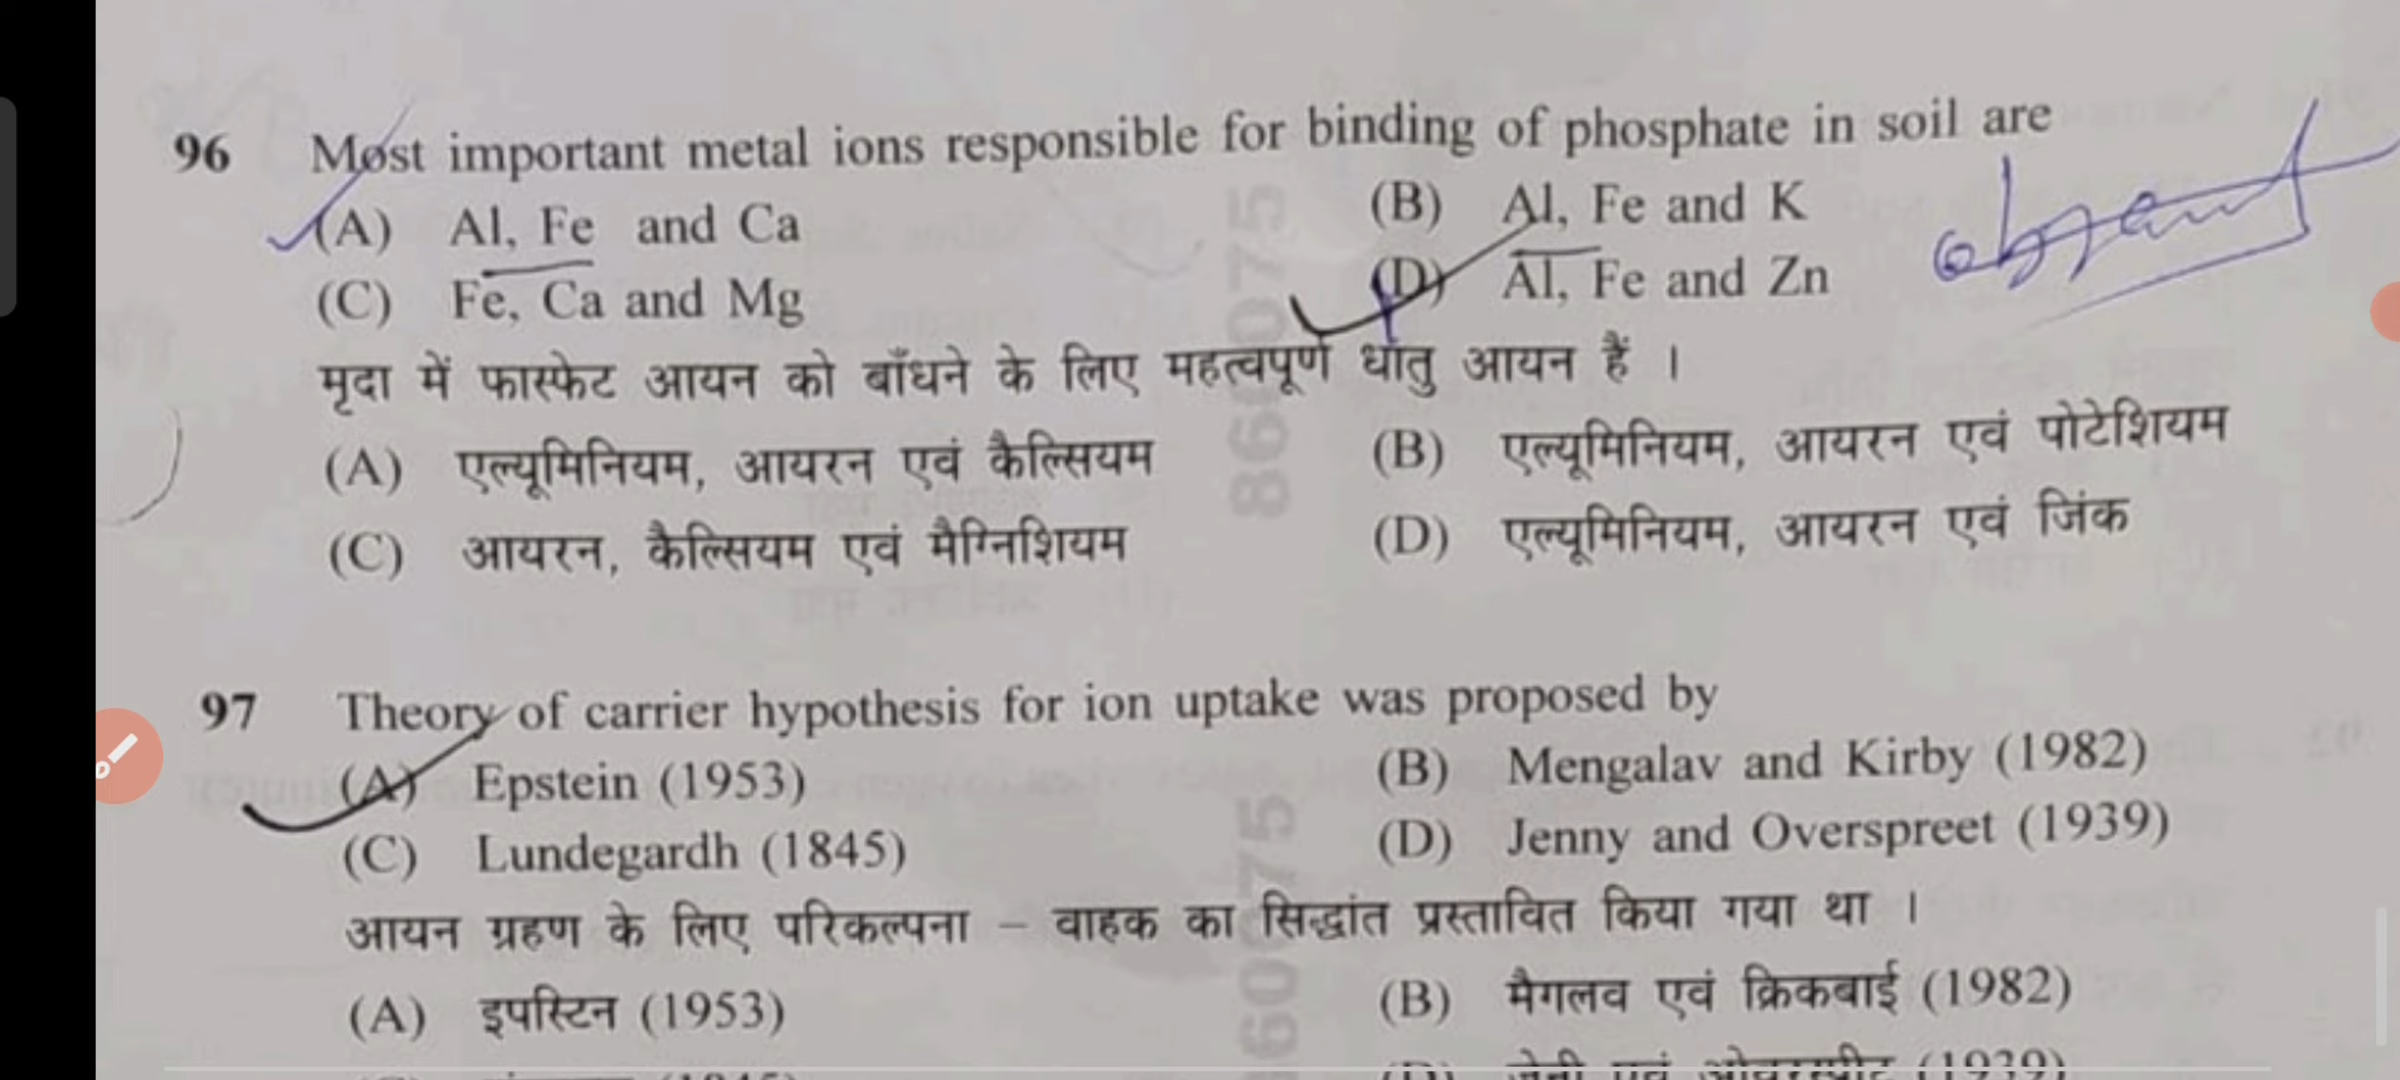 96 Most important metal ions responsible for binding of phosphate in soil are
(A) Al, Fe and Ca (B) Al, Fe and K
(C) Fe, Ca and Mg (D) Al, Fe and Zn
मृदा में फास्फेट आयन को बाँधने के लिए महत्वपूर्ण धातु आयन हैं ।
(A) एल्यूमिनियम, आयरन एवं कैल्सियम (B) एल्यूमिनियम, आयरन एवं पोटेशियम
(C) आयरन, कैल्सियम एवं मैग्निशियम (D) एल्यूमिनियम, आयरन एवं जिंक
97 Theory of carrier hypothesis for ion uptake was proposed by
(A) Epstein (1953) (B) Mengalav and Kirby (1982)
(C) Lundegardh (1845) (D) Jenny and Overspreet (1939)
आयन ग्रहण के लिए परिकल्पना – वाहक का सिद्धांत प्रस्तावित किया गया था ।
(A) इपस्टिन (1953) (B) मैगलव एवं क्रिकबाई (1982)